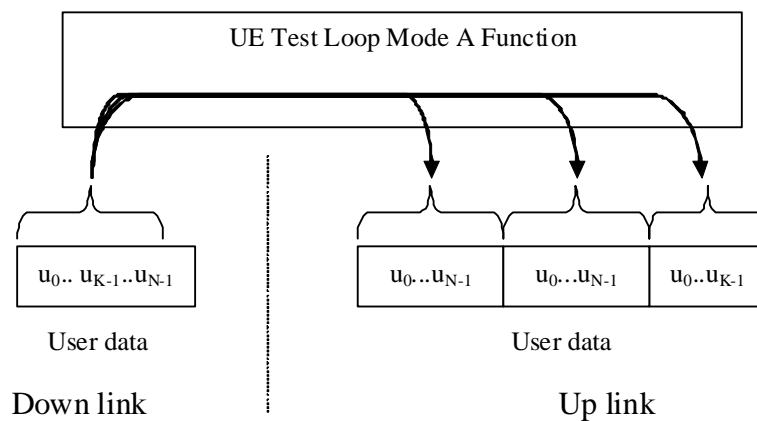 UE Test Loop Mode A Function
u0.. uK-1..uN-1
u0...uN-1
u0...uN-1
u0..uK-1
User data
User data
Down link
Up link